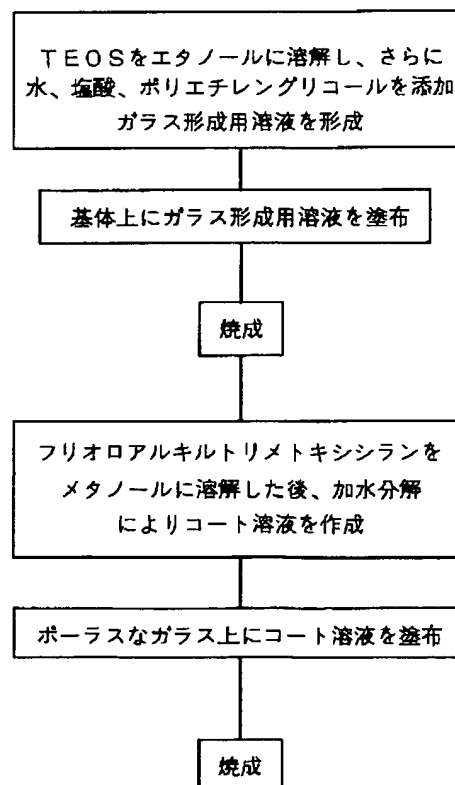 TEOSをエタノールに溶解し、さらに
水、塩酸、ポリエチレングリコールを添加
ガラス形成用溶液を形成
基体上にガラス形成用溶液を塗布
焼成
フリオロアルキルトリメトキシシランを
メタノールに溶解した後、加水分解
によりコート溶液を作成
ポーラスなガラス上にコート溶液を塗布
焼成